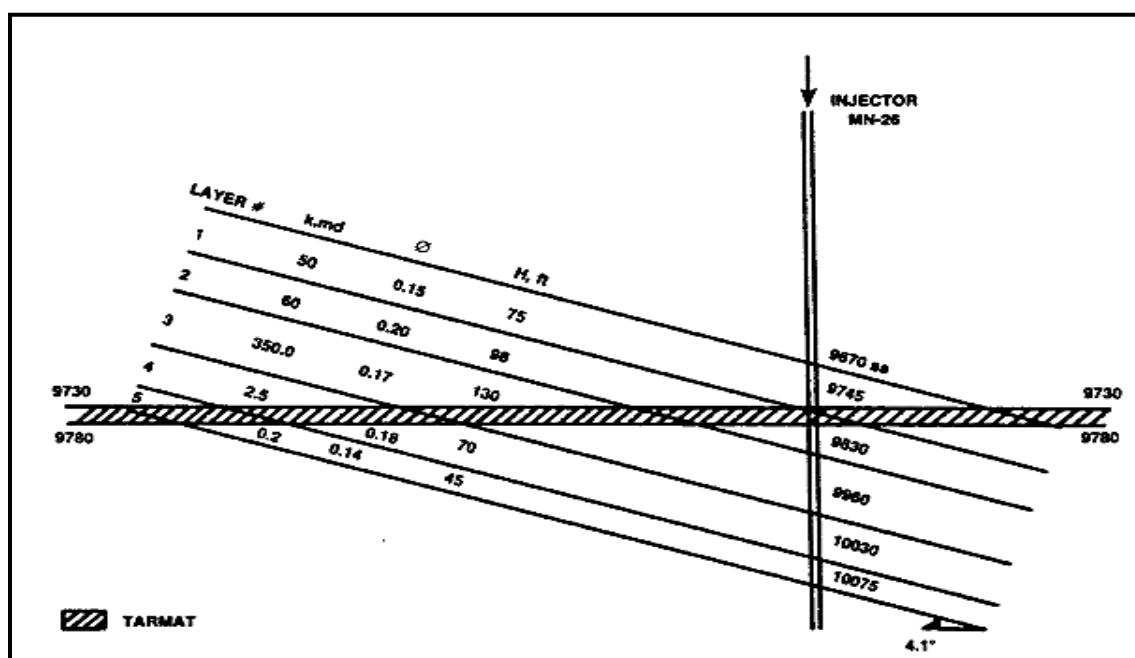 INJECTOR
MN-26
LAYER # k.md Ø H, ft
1 50 0.15 75
2 60 0.20 98
3 350.0 0.17 130
4 2.5 0.18 70
5 0.2 0.14 45
9670 ss
9730 9745 9730
9780 9830 9780
9960
10030
10075
TARMAT
4.1°